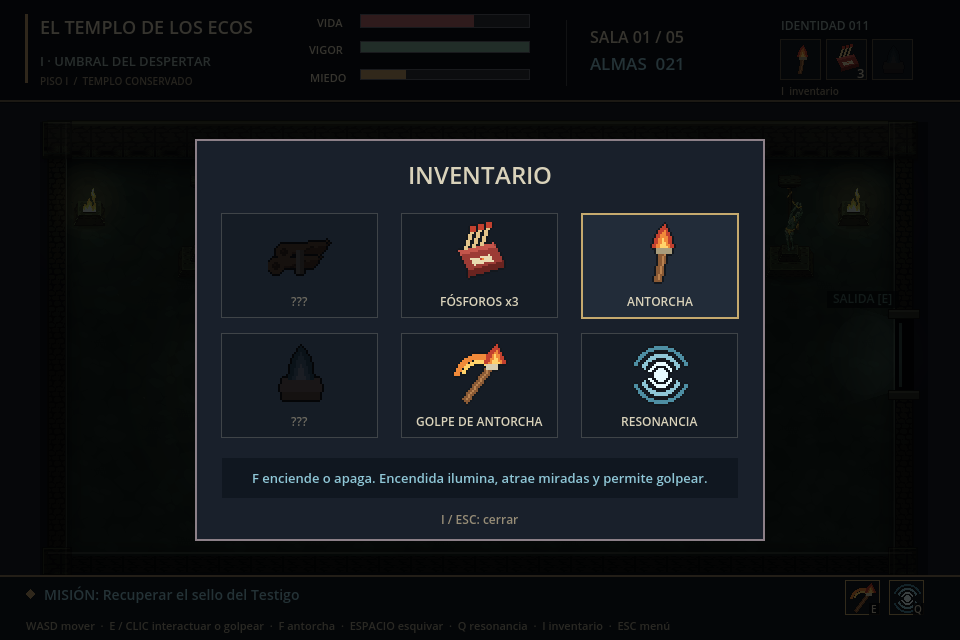 EL TEMPLO DE LOS ECOS
I · UMBRAL DEL DESPERTAR
PISO I / TEMPLO CONSERVADO
VIDA
VIGOR
MIEDO
SALA 01 / 05
ALMAS 021
IDENTIDAD 011
3
I inventario
INVENTARIO
???
FÓSFOROS x3
ANTORCHA
???
GOLPE DE ANTORCHA
RESONANCIA
F enciende o apaga. Encendida ilumina, atrae miradas y permite golpear.
I / ESC: cerrar
SALIDA [E]
MISIÓN: Recuperar el sello del Testigo
E
Q
WASD mover · E / CLIC interactuar o golpear · F antorcha · ESPACIO esquivar · Q resonancia · I inventario · ESC menú